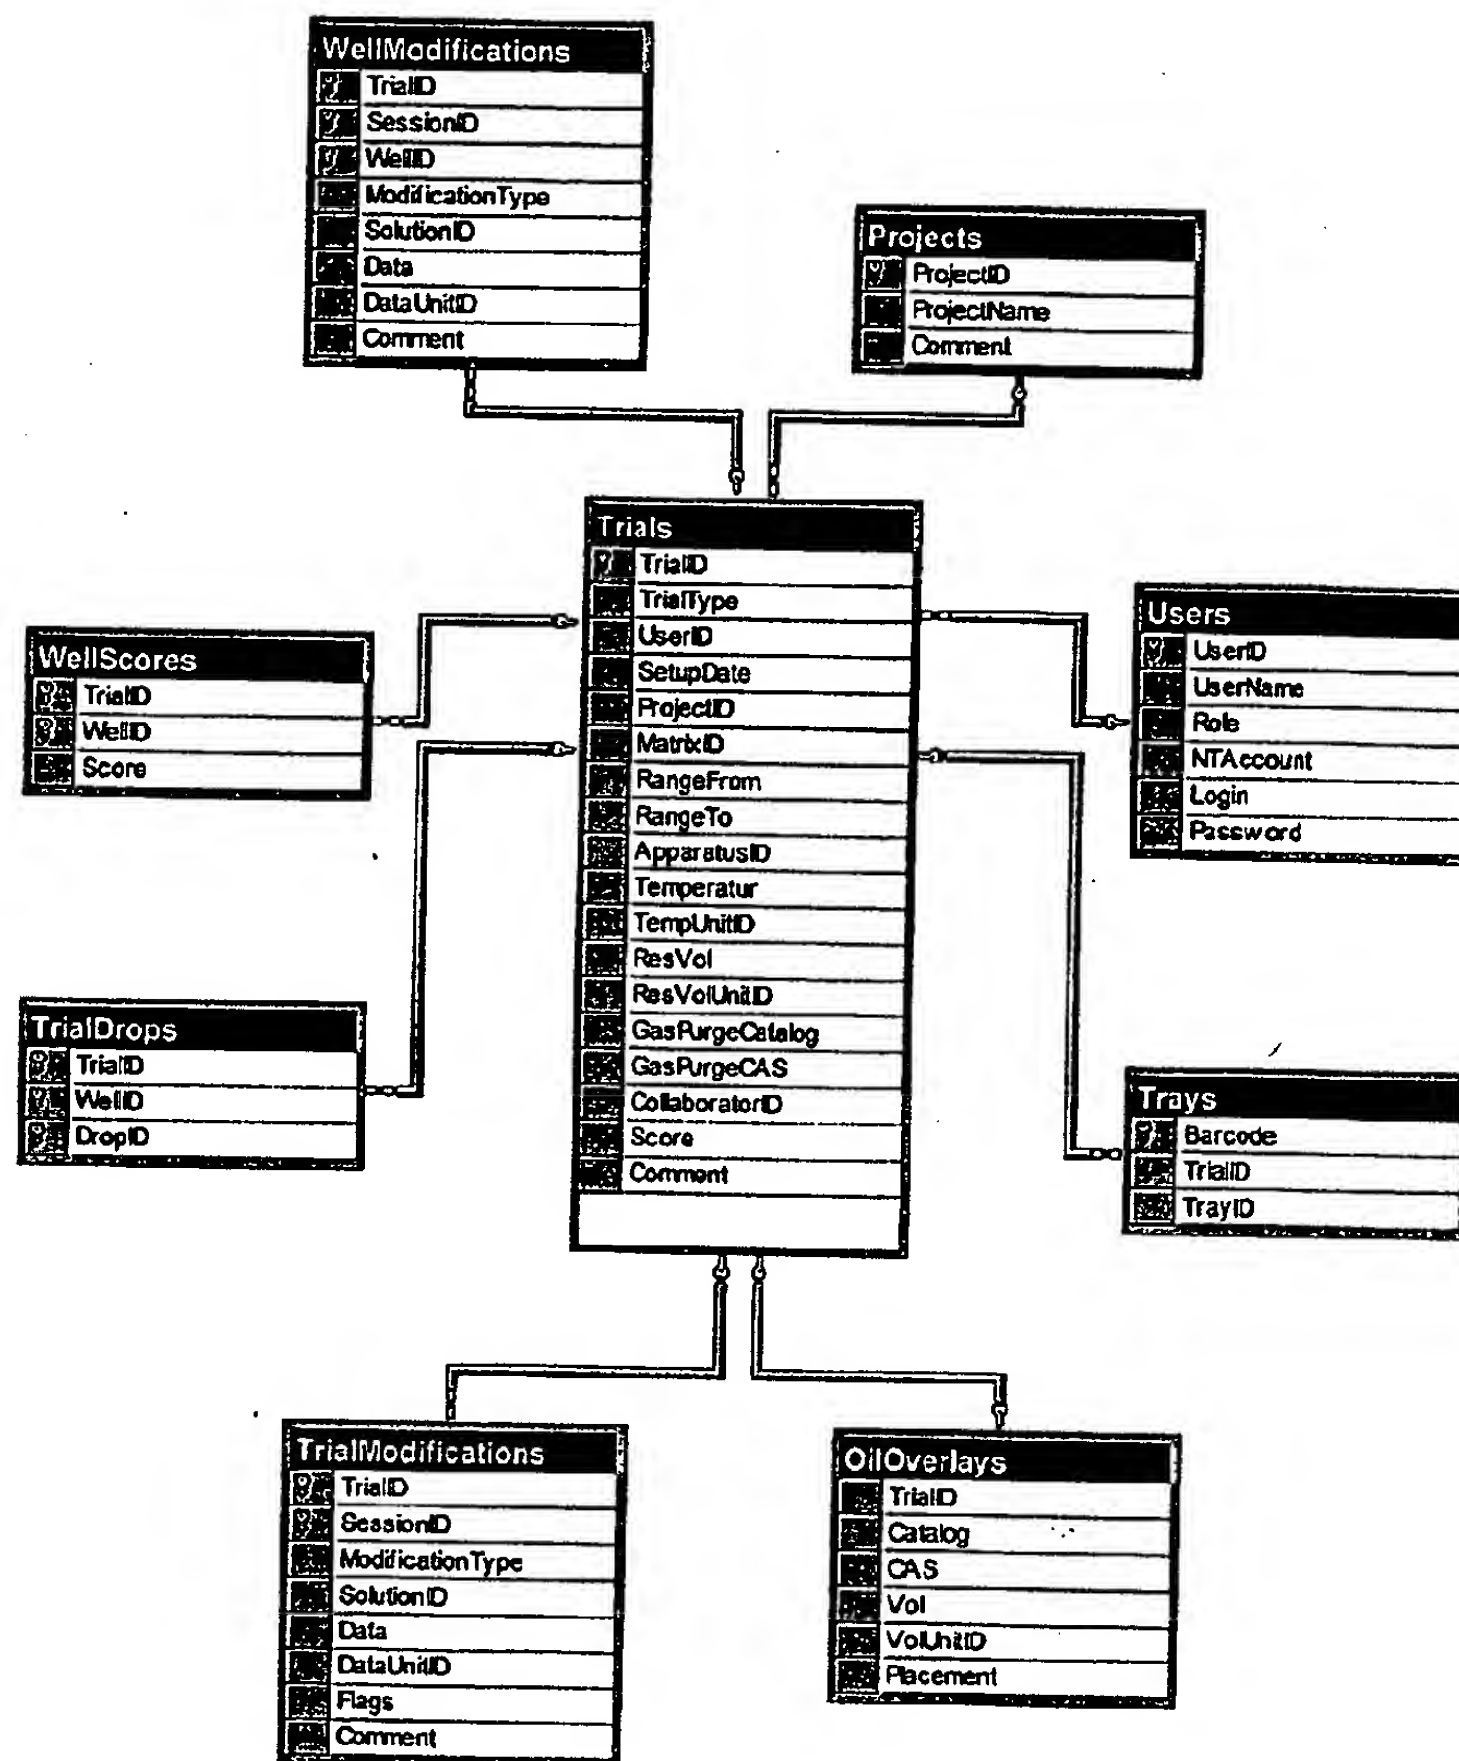 WellModifications
TrialID
SessionID
WellID
ModificationType
SolutionID
Data
DataUnitID
Comment
Projects
ProjectID
ProjectName
Comment
Trials
TrialID
TrialType
UserID
SetupDate
ProjectID
MatrixID
RangeFrom
RangeTo
ApparatusID
Temperatur
TempUnitID
ResVol
ResVolUnitID
GasPurgeCatalog
GasPurgeCAS
CollaboratorID
Score
Comment
WellScores
TrialID
WellID
Score
Users
UserID
UserName
Role
NTAccount
Login
Password
TrialDrops
TrialID
WellID
DropID
Trays
Barcode
TrialID
TrayID
TrialModifications
TrialID
SessionID
ModificationType
SolutionID
Data
DataUnitID
Flags
Comment
OilOverlays
TrialID
Catalog
CAS
Vol
VolUnitID
Placement